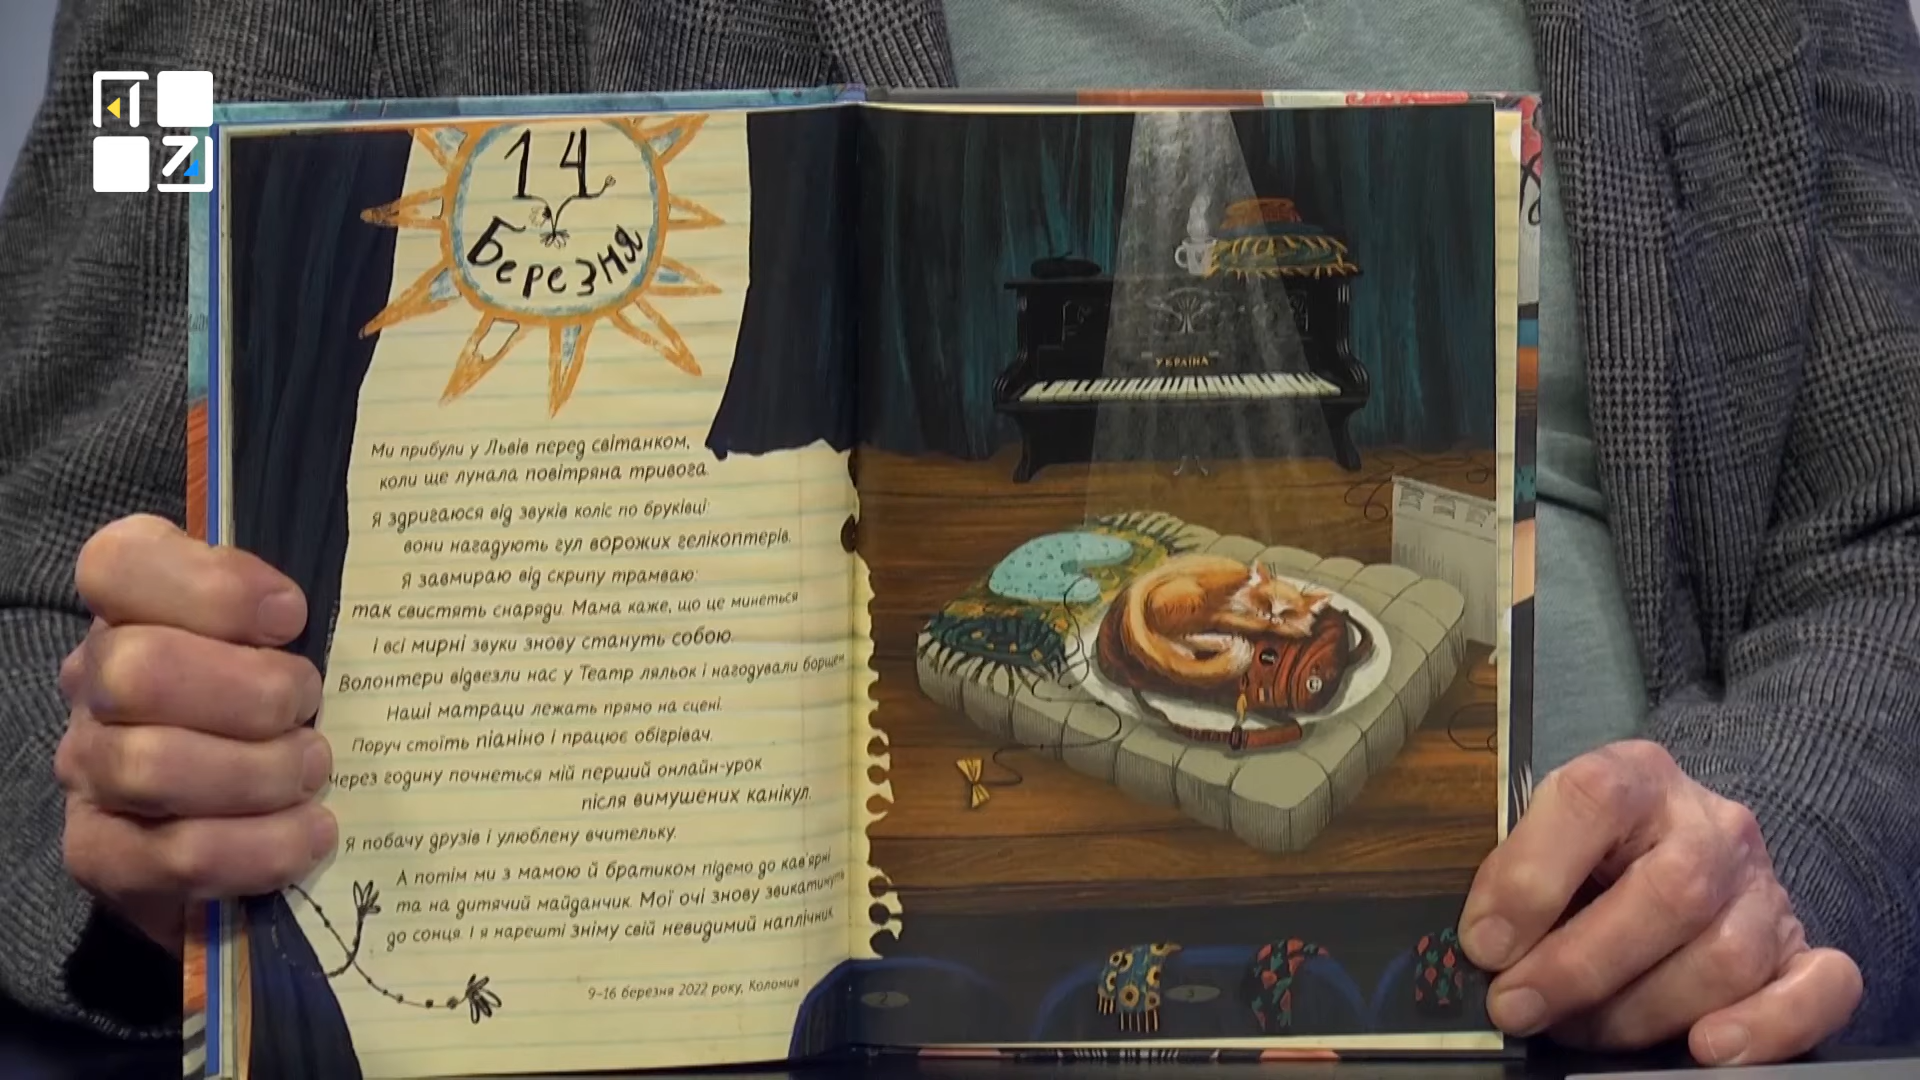 14
Березня
Ми прибули у Львів перед світанком,
коли ще лунала повітряна тривога.
Я здригаюся від звуків коліс по бруківці:
вони нагадують гул ворожих гелікоптерів.
Я завмираю від скрипу трамваю:
так свистять снаряди. Мама каже, що це минеться
і всі мирні звуки знову стануть собою.
Волонтери відвезли нас у Театр ляльок і нагодували борщем
Наші матраци лежать прямо на сцені.
Поруч стоїть піаніно і працює обігрівач.
Через годину почнеться мій перший онлайн-урок
після вимушених канікул.
Я побачу друзів і улюблену вчительку.
А потім ми з мамою й братиком підемо до кав'ярні
та на дитячий майданчик. Мої очі знову звикатимуть
до сонця. І я нарешті зніму свій невидимий наплічник.
9–16 березня 2022 року, Коломия
2
УКРАЇНА
3